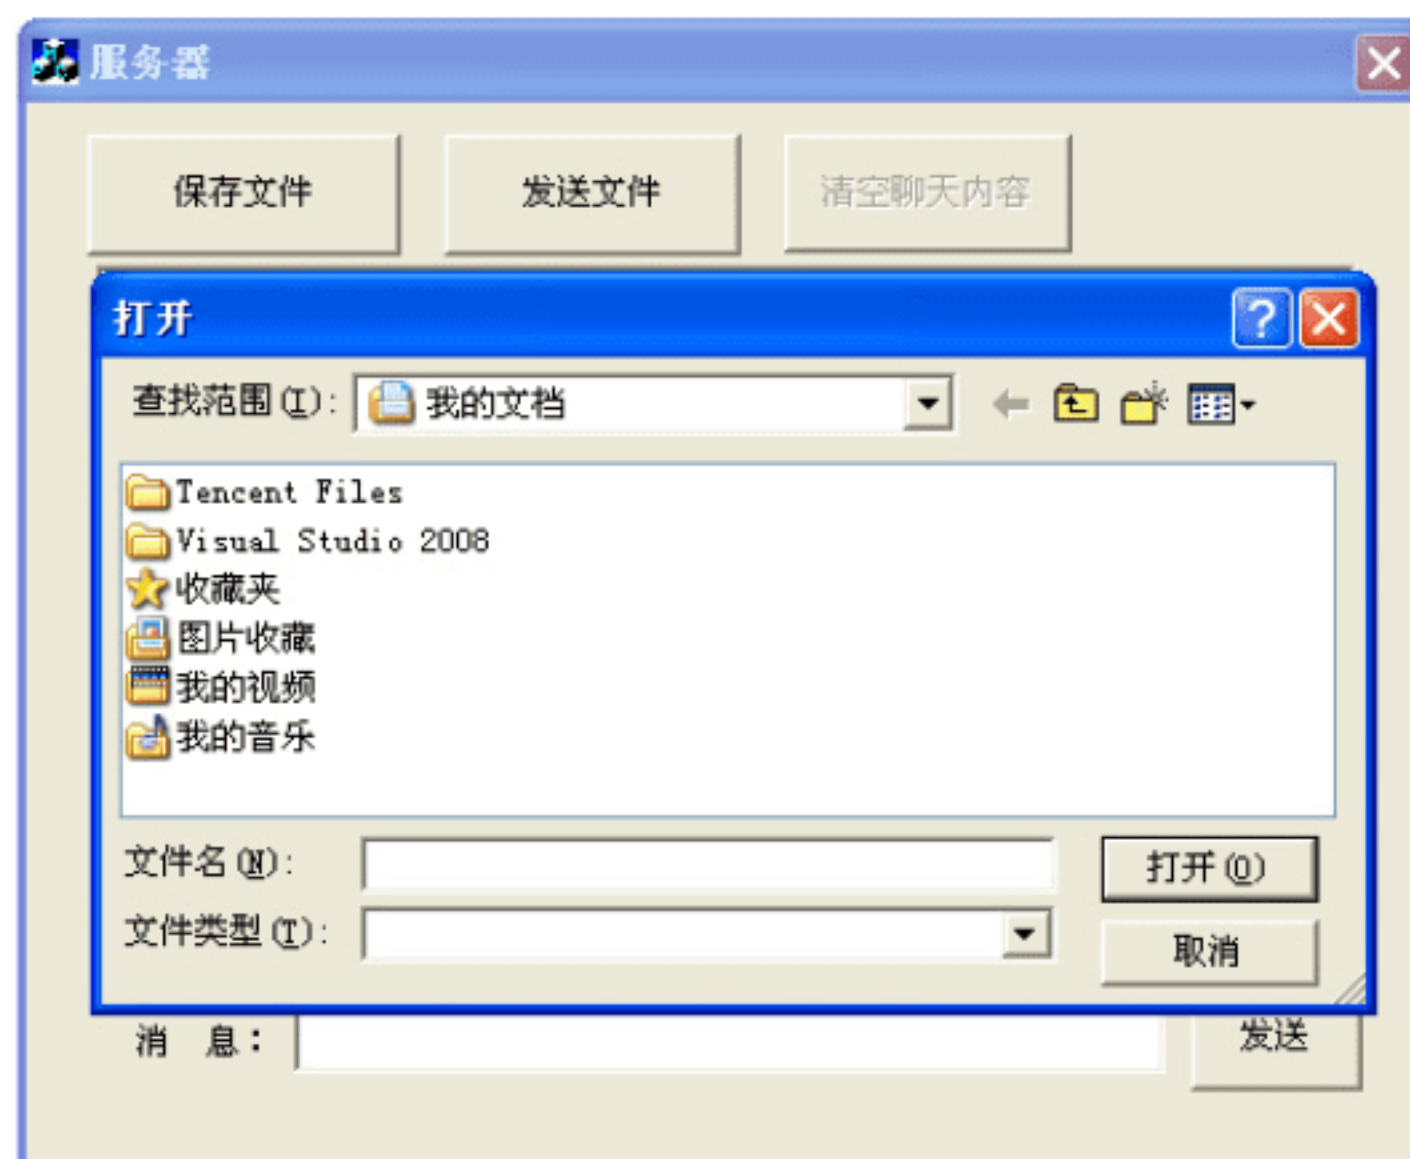 服务器
保存文件 发送文件 清空聊天内容
打开
查找范围(I): 我的文档
Tencent Files
Visual Studio 2008
收藏夹
图片收藏
我的视频
我的音乐
文件名(N): 打开(O)
文件类型(T): 取消
消 息： 发送